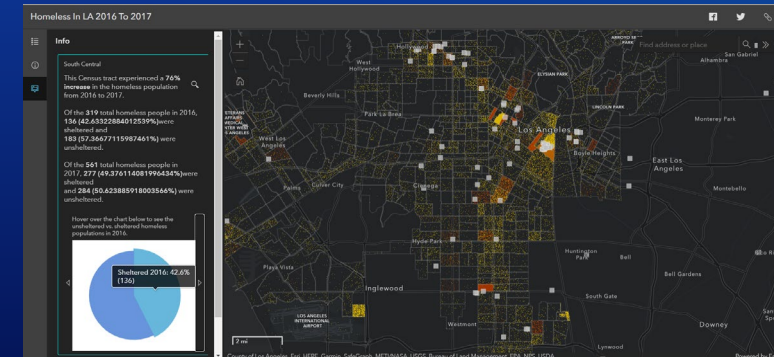 Homeless In LA 2016 To 2017
Info
South Central
This Census tract experienced a 76%
increase in the homeless population
from 2016 to 2017.
Of the 319 total homeless people in 2016,
136 (42.63322884012539%)were
sheltered and
183 (57.36677115987461%) were
unsheltered.
Of the 561 total homeless people in
2017, 277 (49.376114081996434%)were
sheltered
and 284 (50.623885918003566%) were
unsheltered.
Hover over the chart below to see the
unsheltered vs. sheltered homeless
populations in 2016.
Sheltered 2016: 42.6%
(136)
Find address or place
Hollywood
West
Hollywood
ELYSIAN PARK
San Gabriel
Alhambra
Beverly Hills
Park La Brea
LINCOLN PARK
Monterey Park
West Los
Angeles
Los Angeles
Boyle Heights
East Los
Angeles
Palms
Culver City
Montebello
Hyde Park
Huntington
Park
Bell
Playa Vista
Bell Gardens
Inglewood
South Gate
LOS ANGELES
INTERNATIONAL
AIRPORT
Westmont
Downey
2 mi
Lynwood
County of Los Angeles, Esri, HERE, Garmin, SafeGraph, METI/NASA, USGS, Bureau of Land Management, EPA, NPS, USDA